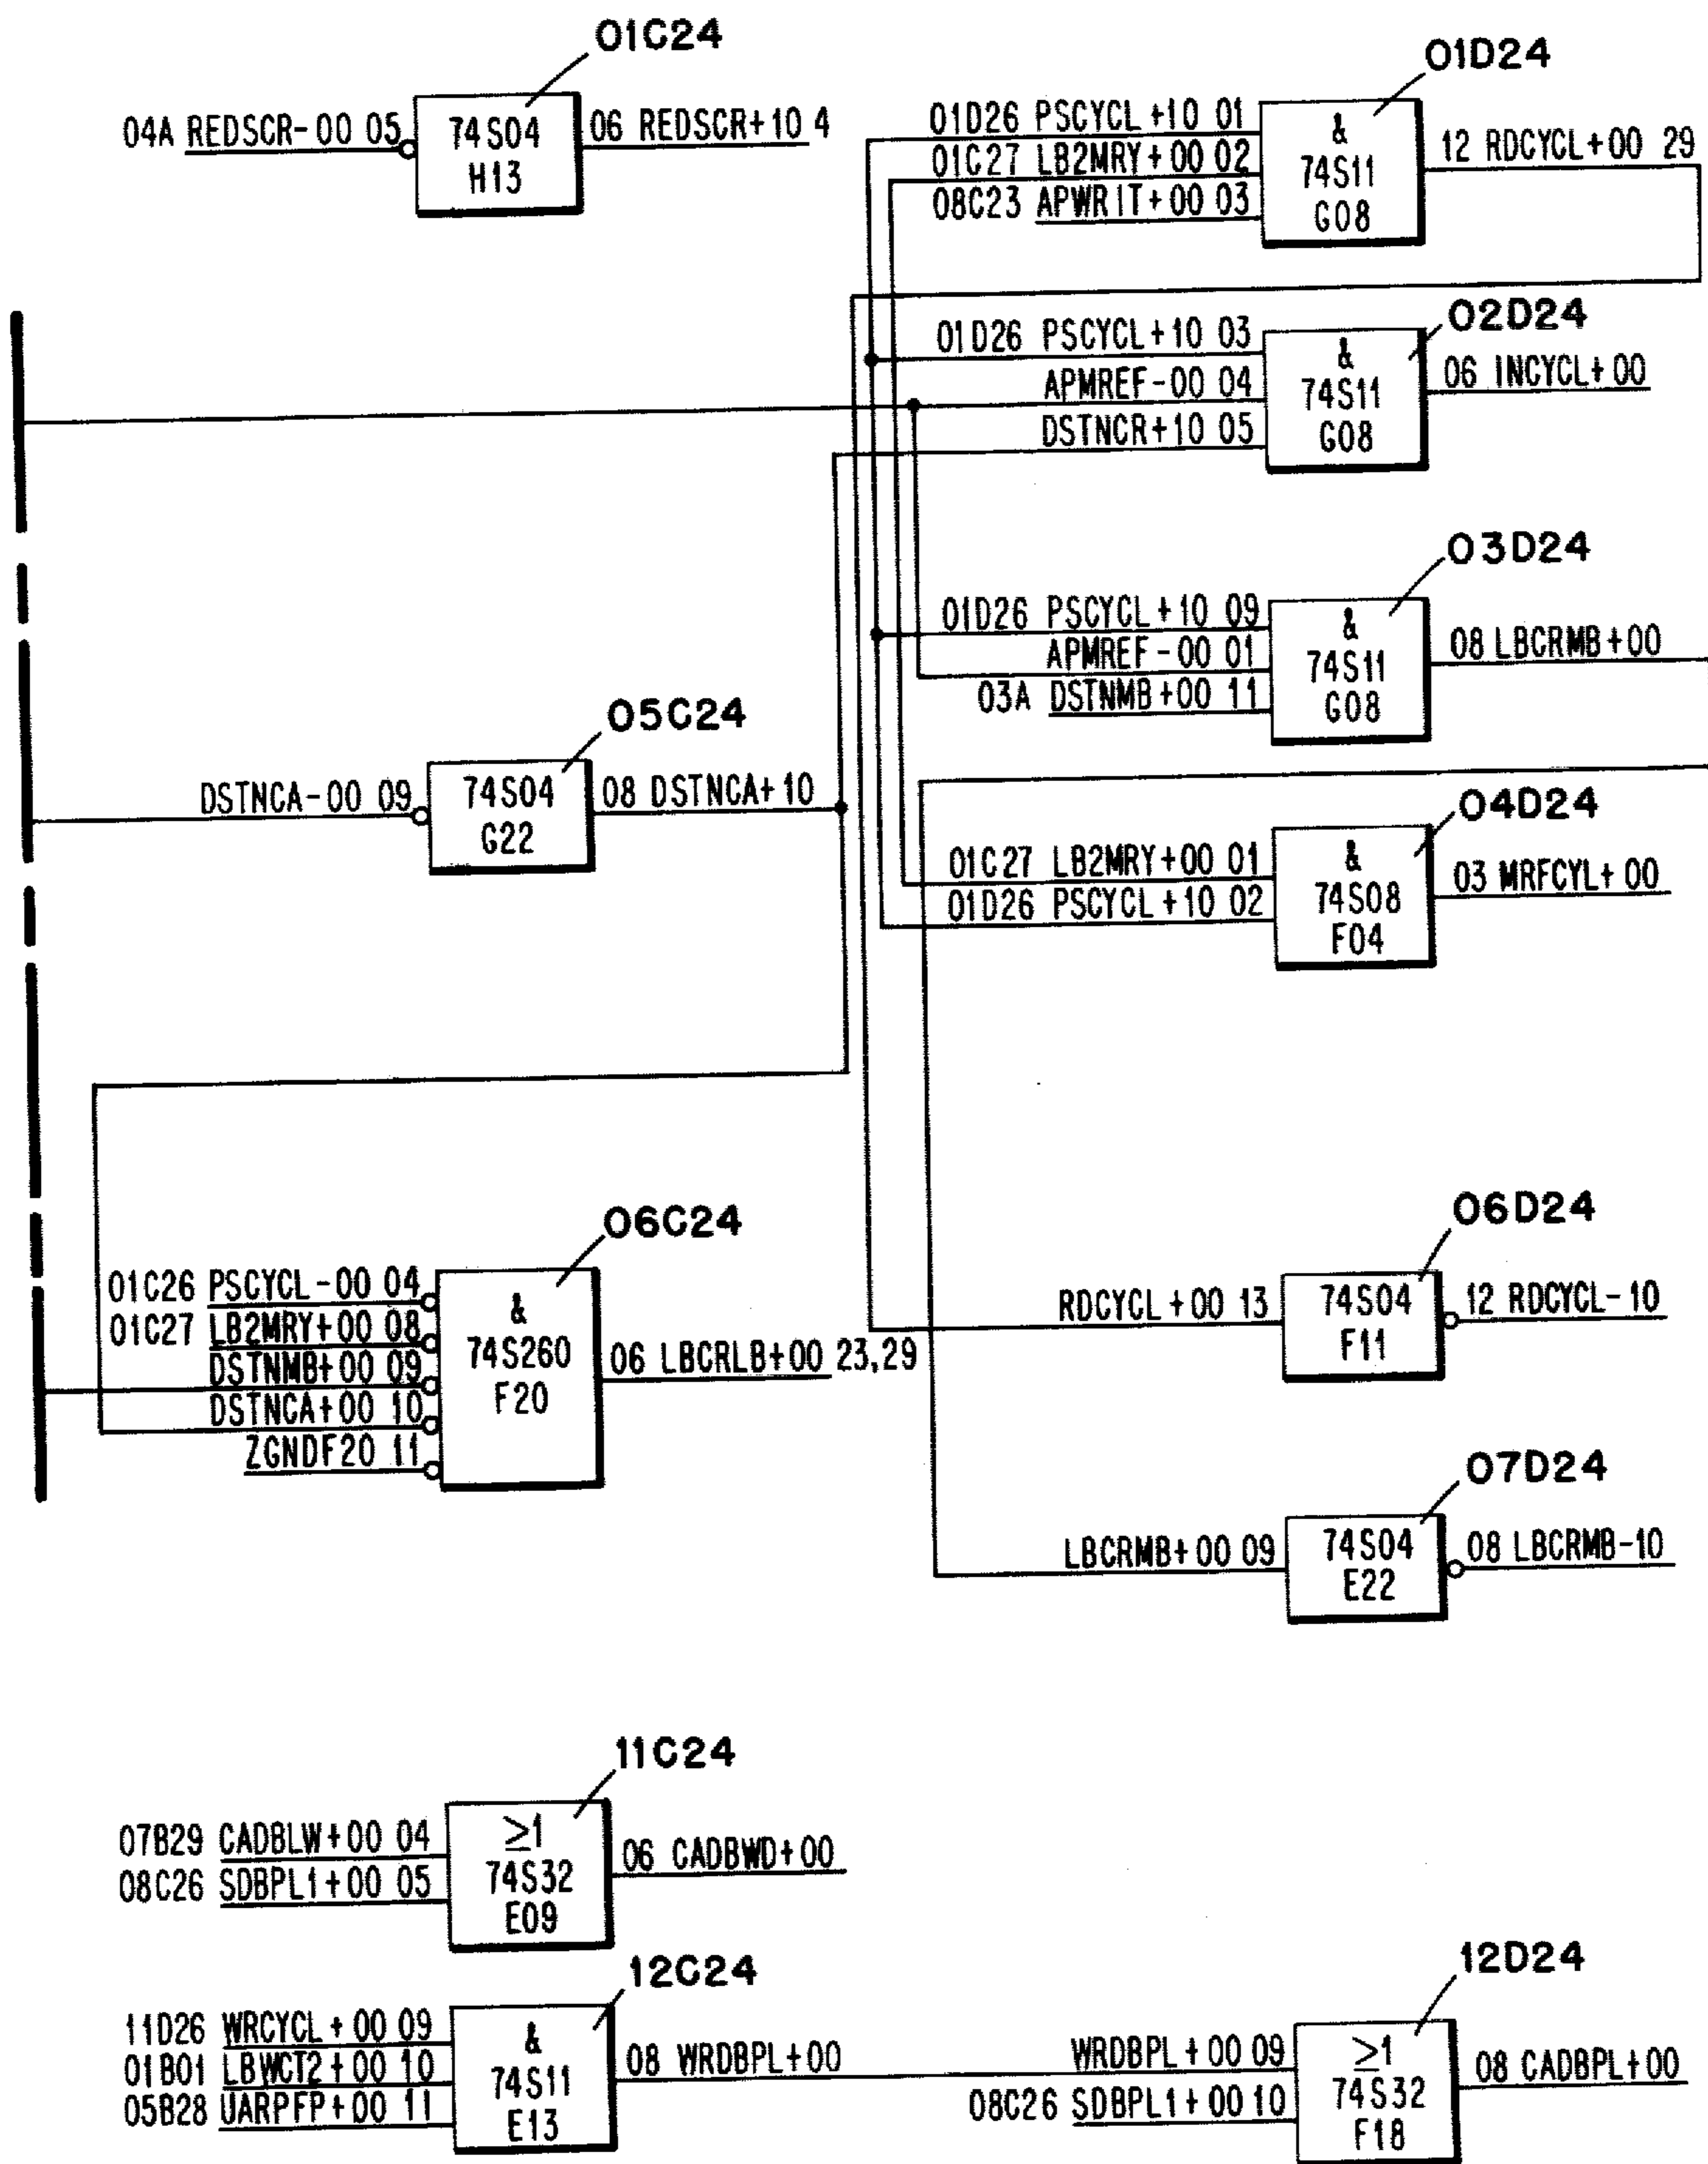 01C24
04A REDSCR-00 05
74S04
H13
06 REDSCR+10 4
01D24
01D26 PSCYCL+10 01
01C27 LB2MRY+00 02
08C23 APWRIT+00 03
&
74S11
G08
12 RDCYCL+00 29
02D24
01D26 PSCYCL+10 03
APMREF-00 04
DSTNCR+10 05
&
74S11
G08
06 INCYCL+00
03D24
01D26 PSCYCL+10 09
APMREF-00 01
03A DSTNMB+00 11
&
74S11
G08
08 LBCRMB+00
05C24
DSTNCA-00 09
74S04
G22
08 DSTNCA+10
04D24
01C27 LB2MRY+00 01
01D26 PSCYCL+10 02
&
74S08
F04
03 MRFCYL+00
06C24
01C26 PSCYCL-00 04
01C27 LB2MRY+00 08
DSTNMB+00 09
DSTNCA+00 10
ZGNDF20 11
&
74S260
F20
06 LBCRLB+00 23,29
06D24
RDCYCL+00 13
74S04
F11
12 RDCYCL-10
07D24
LBCRMB+00 09
74S04
E22
08 LBCRMB-10
11C24
07B29 CADBLW+00 04
08C26 SDBPL1+00 05
≥1
74S32
E09
06 CADBWD+00
12C24
11D26 WRCYCL+00 09
01B01 LBWCT2+00 10
05B28 UARPFP+00 11
&
74S11
E13
08 WRDBPL+00
12D24
WRDBPL+00 09
08C26 SDBPL1+00 10
≥1
74S32
F18
08 CADBPL+00